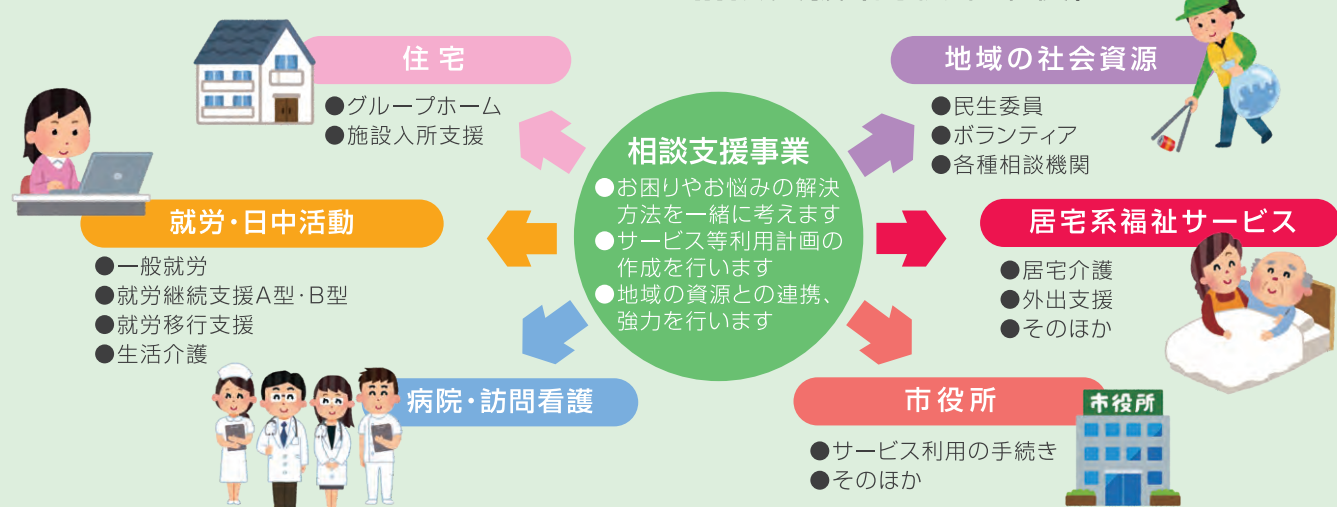 住宅
●グループホーム
●施設入所支援
地域の社会資源
●民生委員
●ボランティア
●各種相談機関
相談支援事業
●お困りやお悩みの解決
方法を一緒に考えます
●サービス等利用計画の
作成を行います
●地域の資源との連携、
強力を行います
就労・日中活動
●一般就労
●就労継続支援A型・B型
●就労移行支援
●生活介護
居宅系福祉サービス
●居宅介護
●外出支援
●そのほか
病院・訪問看護
市役所
●サービス利用の手続き
●そのほか
市役所